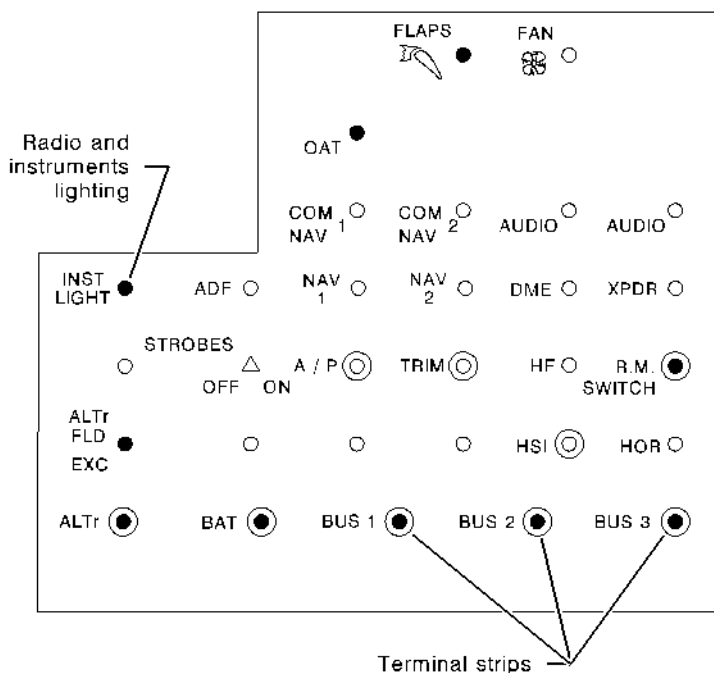 FLAPS FAN
Radio and
instruments
lighting
OAT
COM
NAV 1
COM
NAV 2
AUDIO AUDIO
INST
LIGHT
ADF
NAV
1
NAV
2
DME XPDR
STROBES
OFF ON
A / P TRIM HF R.M.
SWITCH
ALTr
FLD
EXC
HSI HOR
ALTr BAT BUS 1 BUS 2 BUS 3
Terminal strips